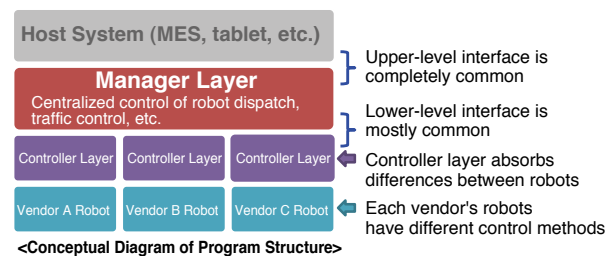 Host System (MES, tablet, etc.)
Manager Layer
Centralized control of robot dispatch,
traffic control, etc.
Controller Layer
Controller Layer
Controller Layer
Vendor A Robot
Vendor B Robot
Vendor C Robot
<Conceptual Diagram of Program Structure>
Upper-level interface is
completely common
Lower-level interface is
mostly common
Controller layer absorbs
differences between robots
Each vendor's robots
have different control methods